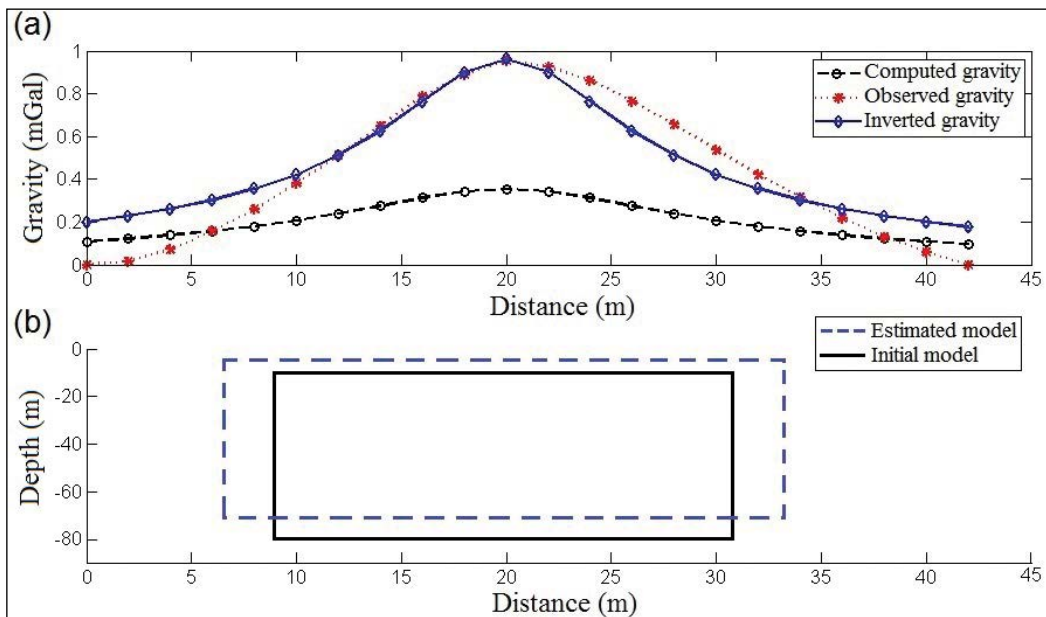 (a)
1
0.8
0.6
0.4
0.2
0
Gravity (mGal)
Computed gravity
Observed gravity
Inverted gravity
0 5 10 15 20 25 30 35 40 45
Distance (m)
(b)
Estimated model
Initial model
0
-20
-40
-60
-80
Depth (m)
0 5 10 15 20 25 30 35 40 45
Distance (m)